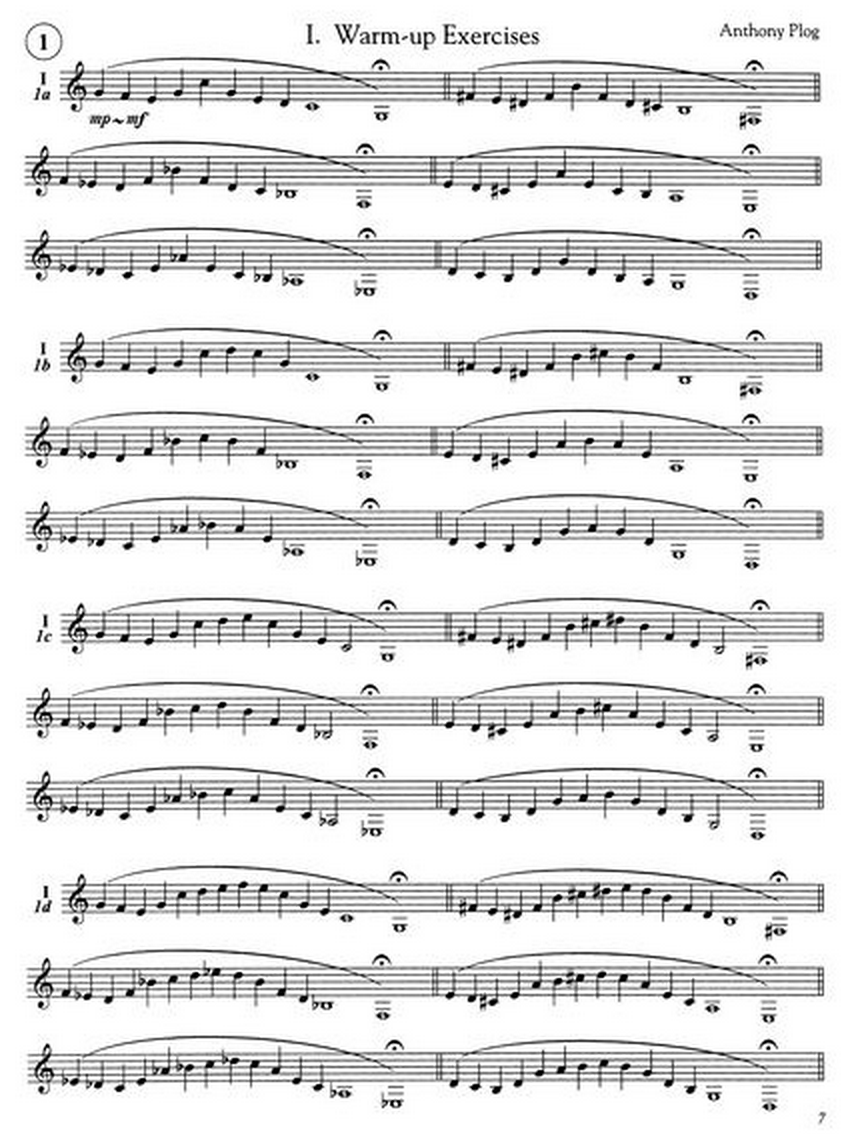 1
I. Warm-up Exercises
Anthony Plog
I
1a
mp~mf
I
1b
I
1c
I
1d
7